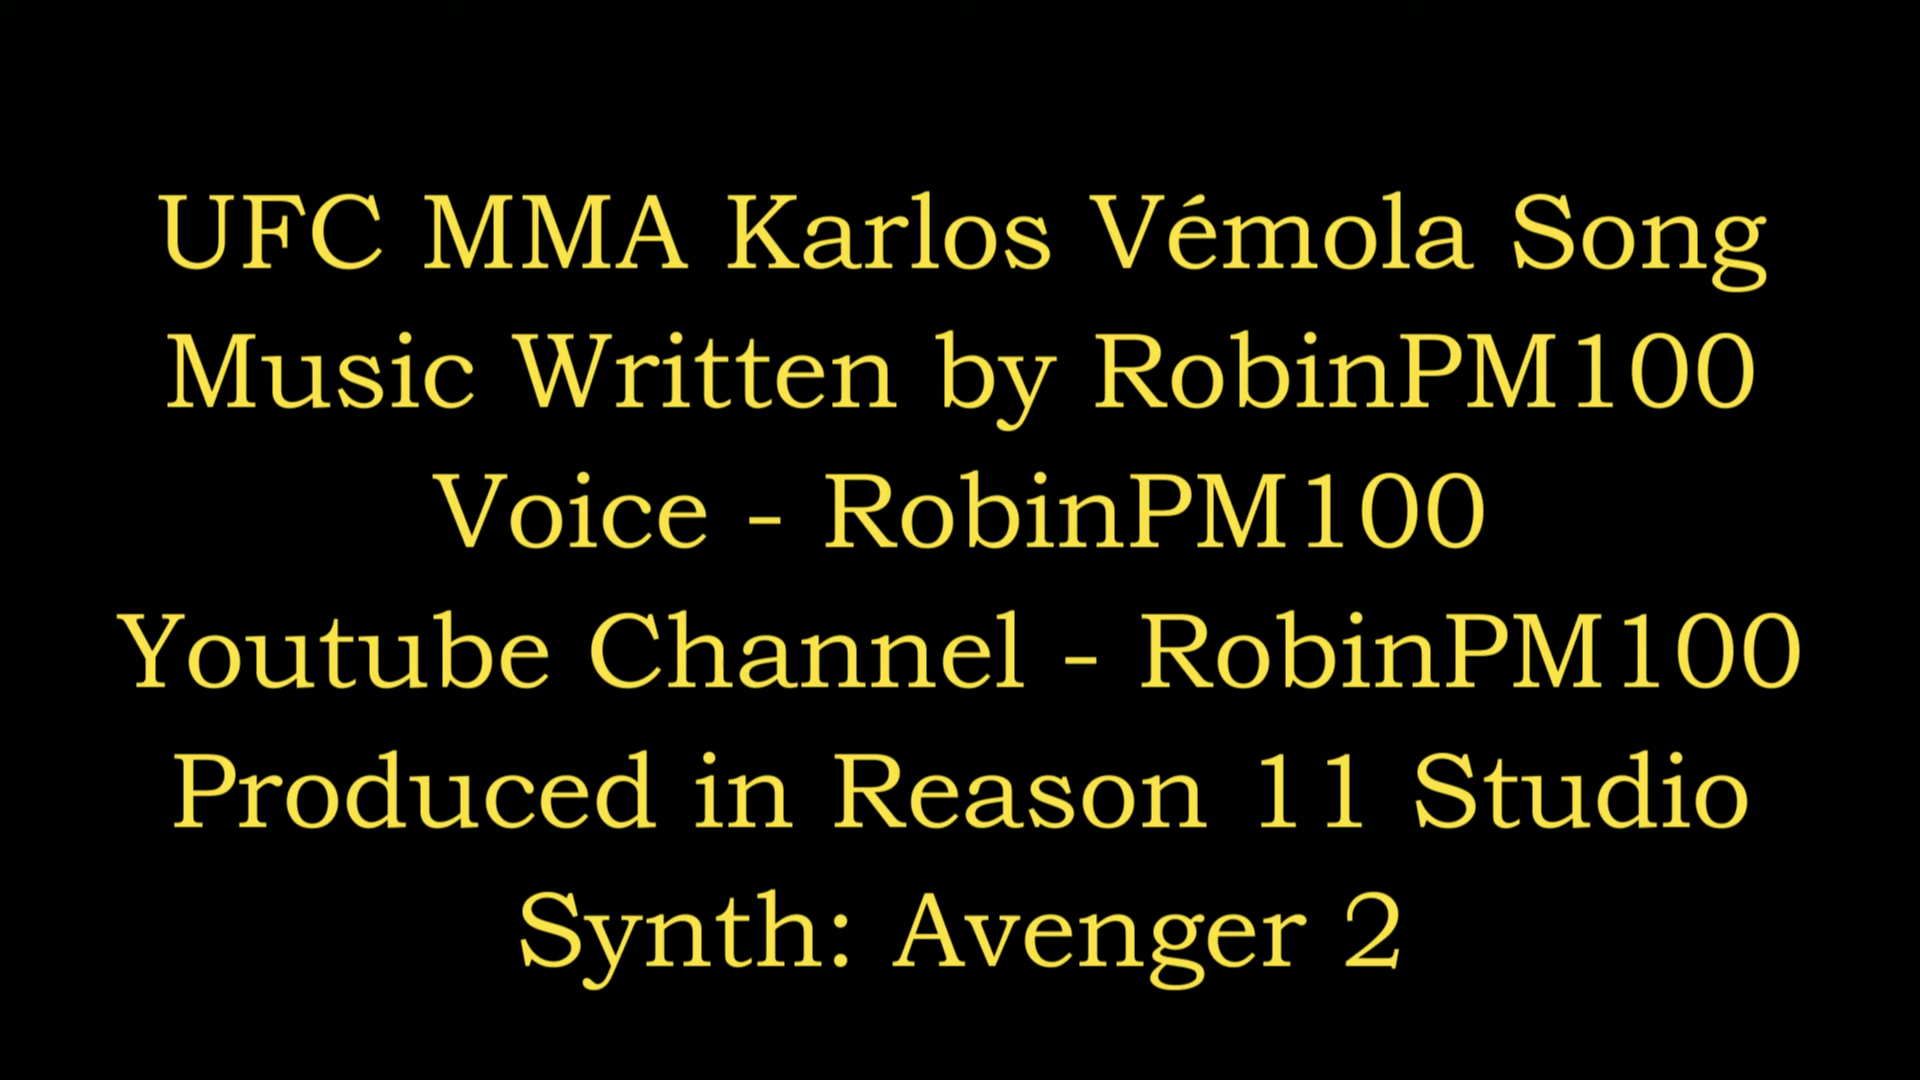 UFC MMA Karlos Vémola Song
Music Written by RobinPM100
Voice - RobinPM100
Youtube Channel - RobinPM100
Produced in Reason 11 Studio
Synth: Avenger 2